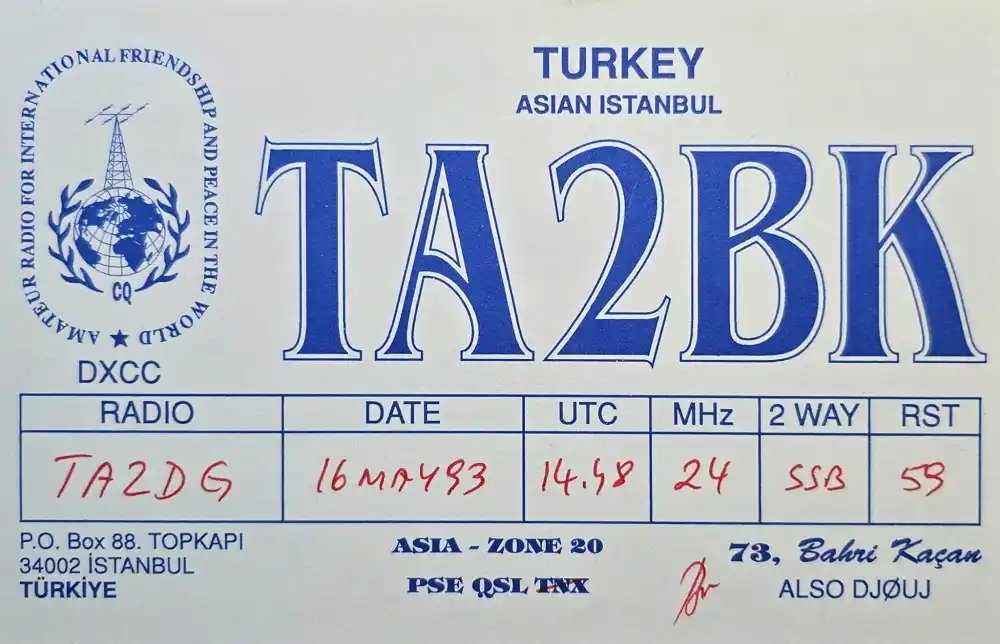 AMATEUR RADIO FOR INTERNATIONAL FRIENDSHIP AND PEACE IN THE WORLD ★
CQ
DXCC
TURKEY
ASIAN ISTANBUL
TA2BK
RADIO DATE UTC MHz 2 WAY RST
TA2DG 16 MAY 93 14.48 24 SSB 59
P.O. Box 88. TOPKAPI
34002 İSTANBUL
TÜRKİYE
ASIA - ZONE 20
PSE QSL TNX
73, Bahri Kaçan
ALSO DJØUJ